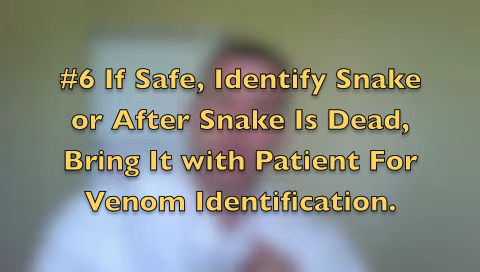 #6 If Safe, Identify Snake
or After Snake Is Dead,
Bring It with Patient For
Venom Identification.